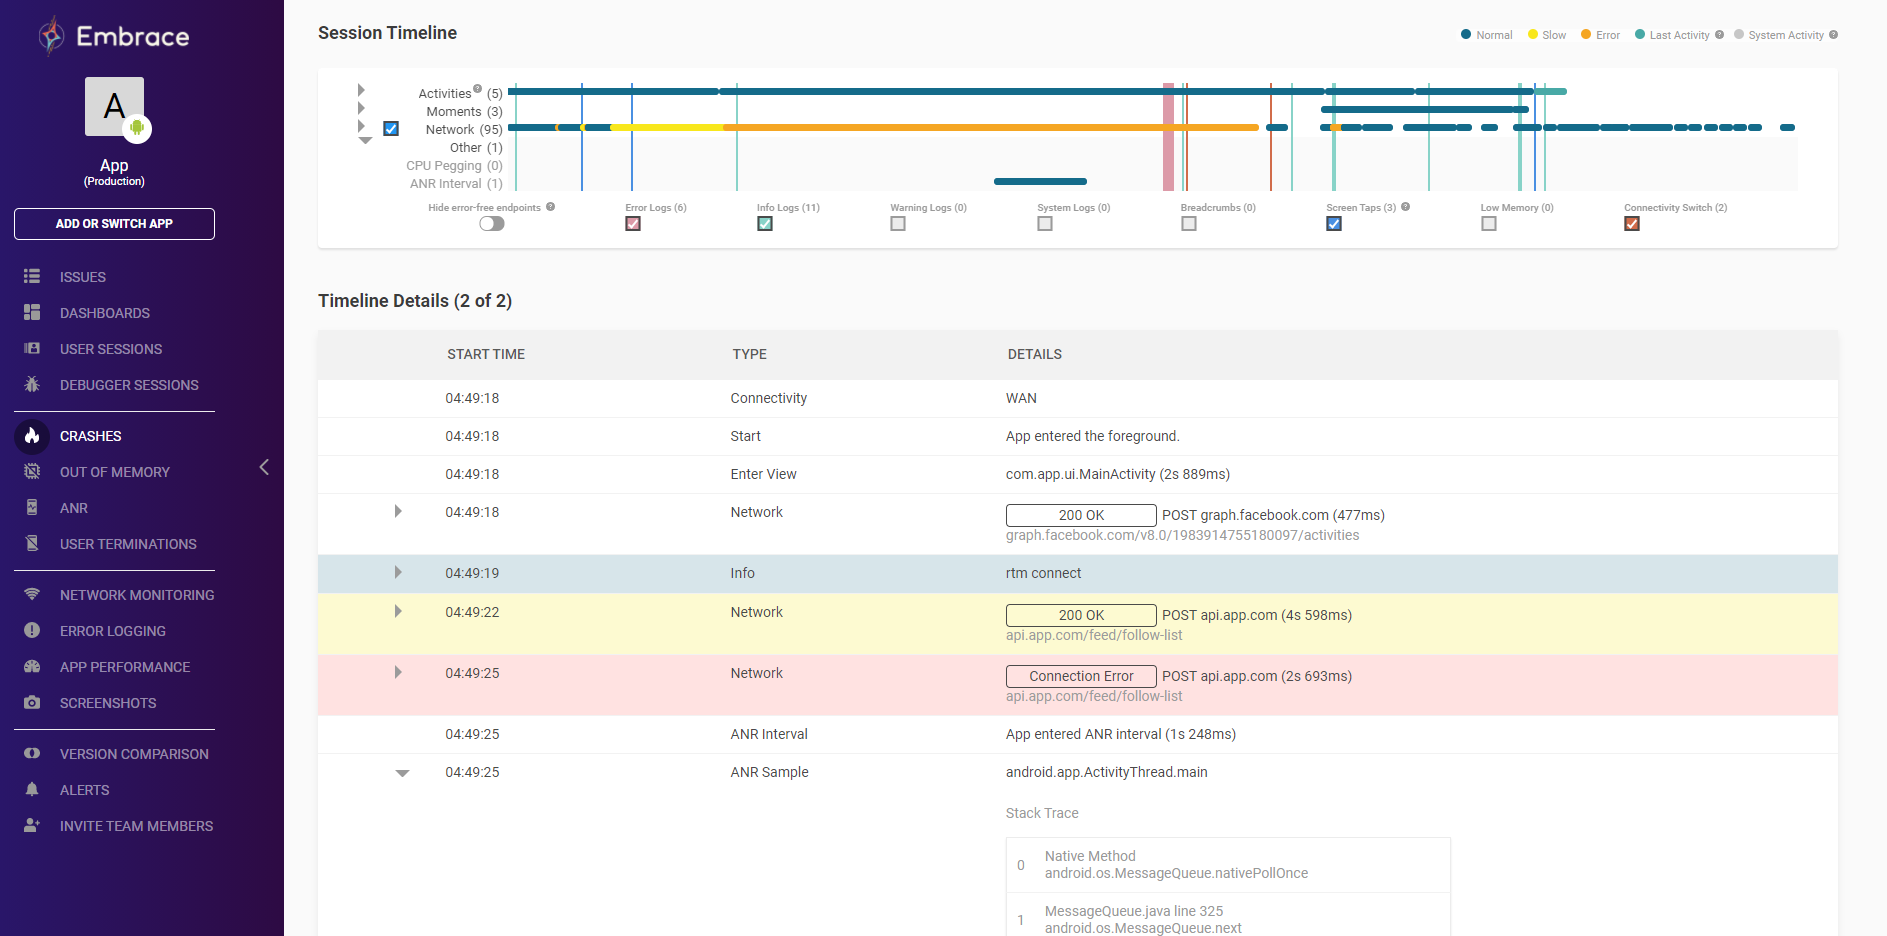 Embrace
A
App
(Production)
ADD OR SWITCH APP
ISSUES
DASHBOARDS
USER SESSIONS
DEBUGGER SESSIONS
CRASHES
OUT OF MEMORY
ANR
USER TERMINATIONS
NETWORK MONITORING
ERROR LOGGING
APP PERFORMANCE
SCREENSHOTS
VERSION COMPARISON
ALERTS
INVITE TEAM MEMBERS
Session Timeline
Normal Slow Error Last Activity ? System Activity ?
Activities ? (5)
Moments (3)
Network (95)
Other (1)
CPU Pegging (0)
ANR Interval (1)
Hide error-free endpoints ? Error Logs (6) Info Logs (11) Warning Logs (0) System Logs (0) Breadcrumbs (0) Screen Taps (3) ? Low Memory (0) Connectivity Switch (2)
Timeline Details (2 of 2)
START TIME TYPE DETAILS
04:49:18 Connectivity WAN
04:49:18 Start App entered the foreground.
04:49:18 Enter View com.app.ui.MainActivity (2s 889ms)
04:49:18 Network 200 OK POST graph.facebook.com (477ms)
graph.facebook.com/v8.0/1983914755180097/activities
04:49:19 Info rtm connect
04:49:22 Network 200 OK POST api.app.com (4s 598ms)
api.app.com/feed/follow-list
04:49:25 Network Connection Error POST api.app.com (2s 693ms)
api.app.com/feed/follow-list
04:49:25 ANR Interval App entered ANR interval (1s 248ms)
04:49:25 ANR Sample android.app.ActivityThread.main
Stack Trace
0 Native Method
android.os.MessageQueue.nativePollOnce
1 MessageQueue.java line 325
android.os.MessageQueue.next